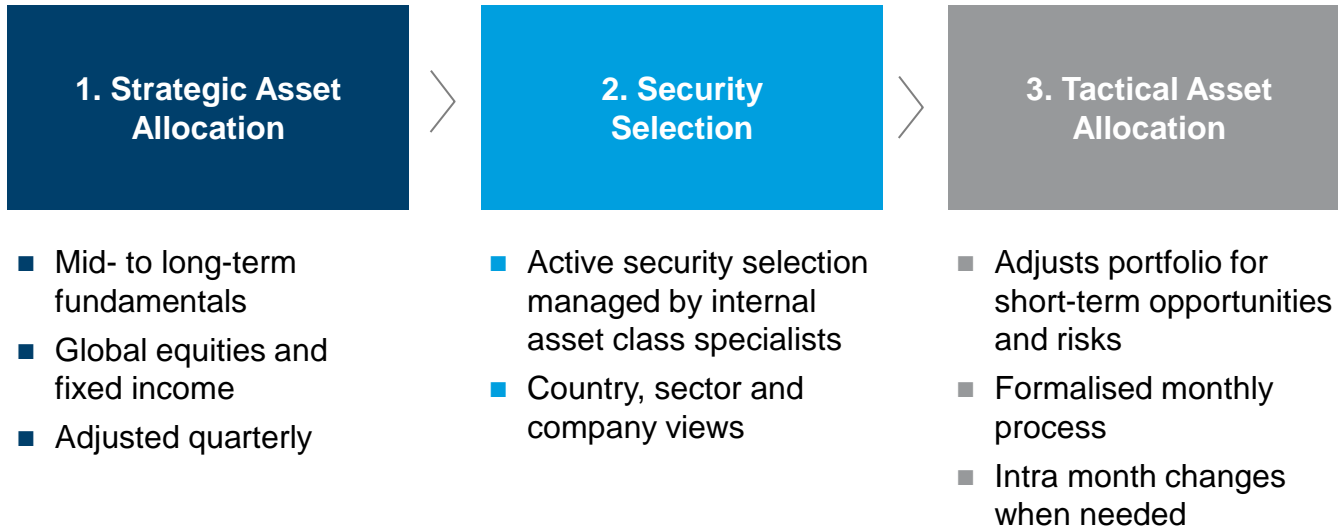 1. Strategic Asset
Allocation
Mid- to long-term
fundamentals
Global equities and
fixed income
Adjusted quarterly
2. Security
Selection
Active security selection
managed by internal
asset class specialists
Country, sector and
company views
3. Tactical Asset
Allocation
Adjusts portfolio for
short-term opportunities
and risks
Formalised monthly
process
Intra month changes
when needed